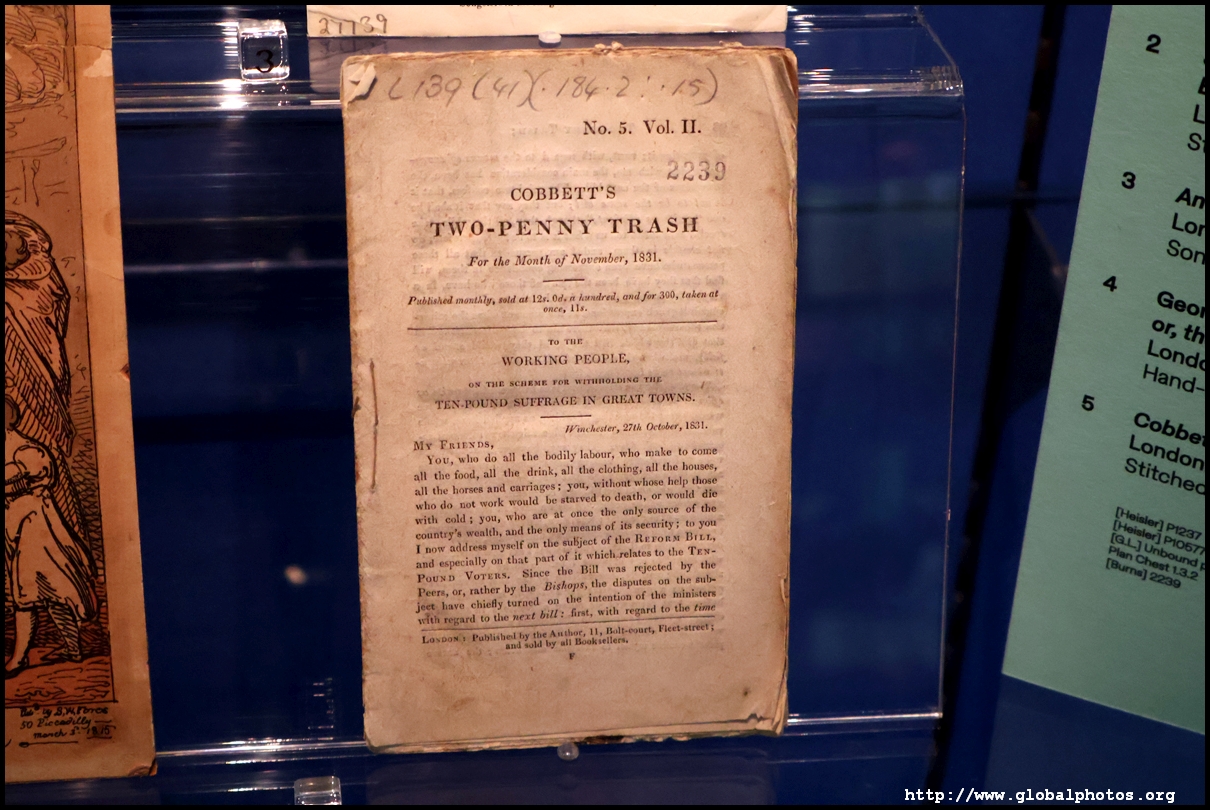 27739
3
L139 (41)(.184.2: .15)
No. 5. Vol. II.
2239
COBBETT'S
TWO-PENNY TRASH
For the Month of November, 1831.
Published monthly, sold at 12s. 0d. a hundred, and for 300, taken at
once, 11s.
TO THE
WORKING PEOPLE,
ON THE SCHEME FOR WITHHOLDING THE
TEN-POUND SUFFRAGE IN GREAT TOWNS.
Winchester, 27th October, 1831.
MY FRIENDS,
You, who do all the bodily labour, who make to come
all the food, all the drink, all the clothing, all the houses,
all the horses and carriages; you, without whose help those
who do not work would be starved to death, or would die
with cold; you, who are at once the only source of the
country's wealth, and the only means of its security; to you
I now address myself on the subject of the REFORM BILL,
and especially on that part of it which relates to the TEN-
POUND VOTERS. Since the Bill was rejected by the
Peers, or, rather by the Bishops, the disputes on the sub-
ject have chiefly turned on the intention of the ministers
with regard to the next bill: first, with regard to the time
LONDON: Published by the Author, 11, Bolt-court, Fleet-street;
and sold by all Booksellers.
F
50 Piccadilly
March 3d 1815
2
3
4
or, th
Hand-
5
Cobbet
London
Stitched
[Heisler] P1237
[Heisler] P10577
[G.L.] Unbound
Plan Chest 1.3.2
[Burns] 2239
http://www.globalphotos.org